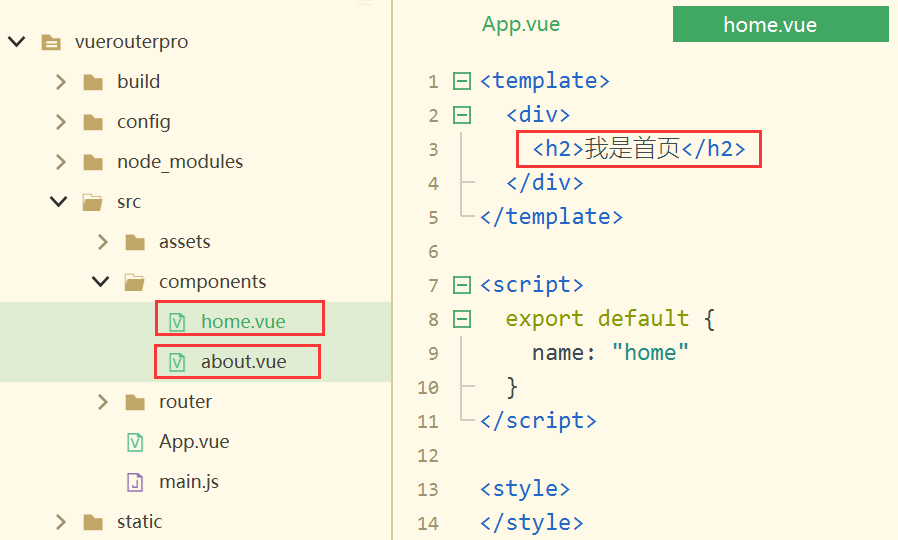 vuerouterpro
build
config
node_modules
src
assets
components
home.vue
about.vue
router
App.vue
main.js
static
App.vue
home.vue
1 <template>
2 <div>
3 <h2>我是首页</h2>
4 </div>
5 </template>
6
7 <script>
8 export default {
9 name: "home"
10 }
11 </script>
12
13 <style>
14 </style>